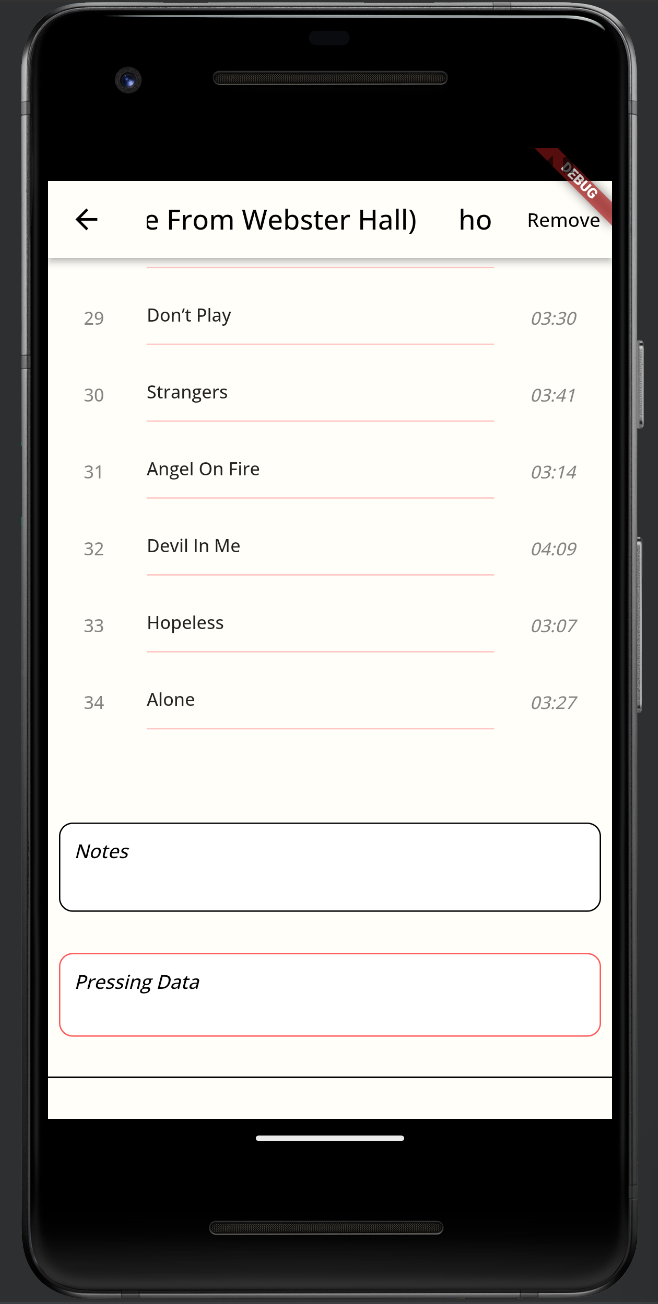 DEBUG
e From Webster Hall) ho Remove
29 Don’t Play 03:30
30 Strangers 03:41
31 Angel On Fire 03:14
32 Devil In Me 04:09
33 Hopeless 03:07
34 Alone 03:27
Notes
Pressing Data